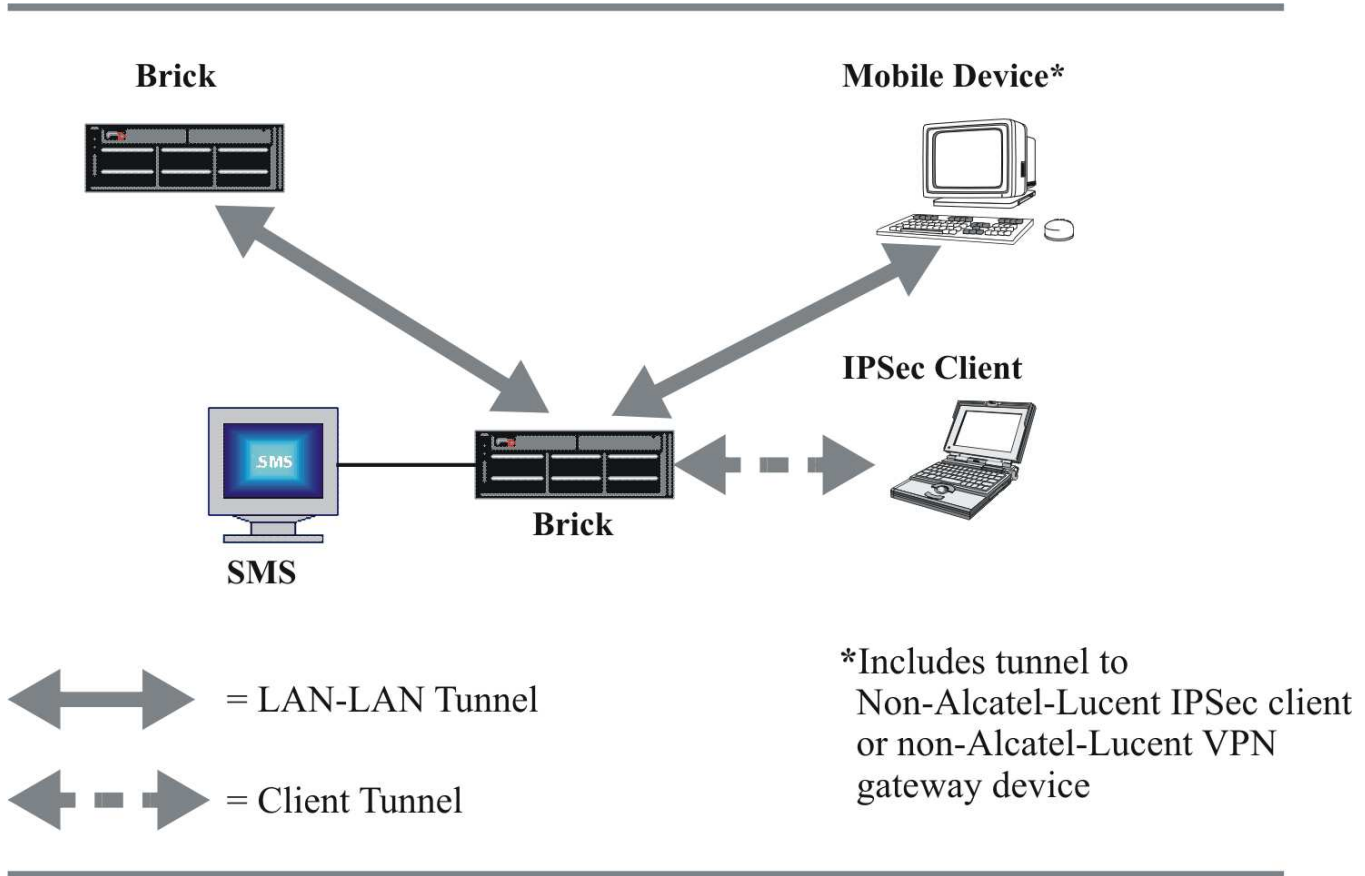 Brick
Mobile Device*
IPSec Client
SMS
Brick
SMS
= LAN-LAN Tunnel
= Client Tunnel
*Includes tunnel to
Non-Alcatel-Lucent IPSec client
or non-Alcatel-Lucent VPN
gateway device